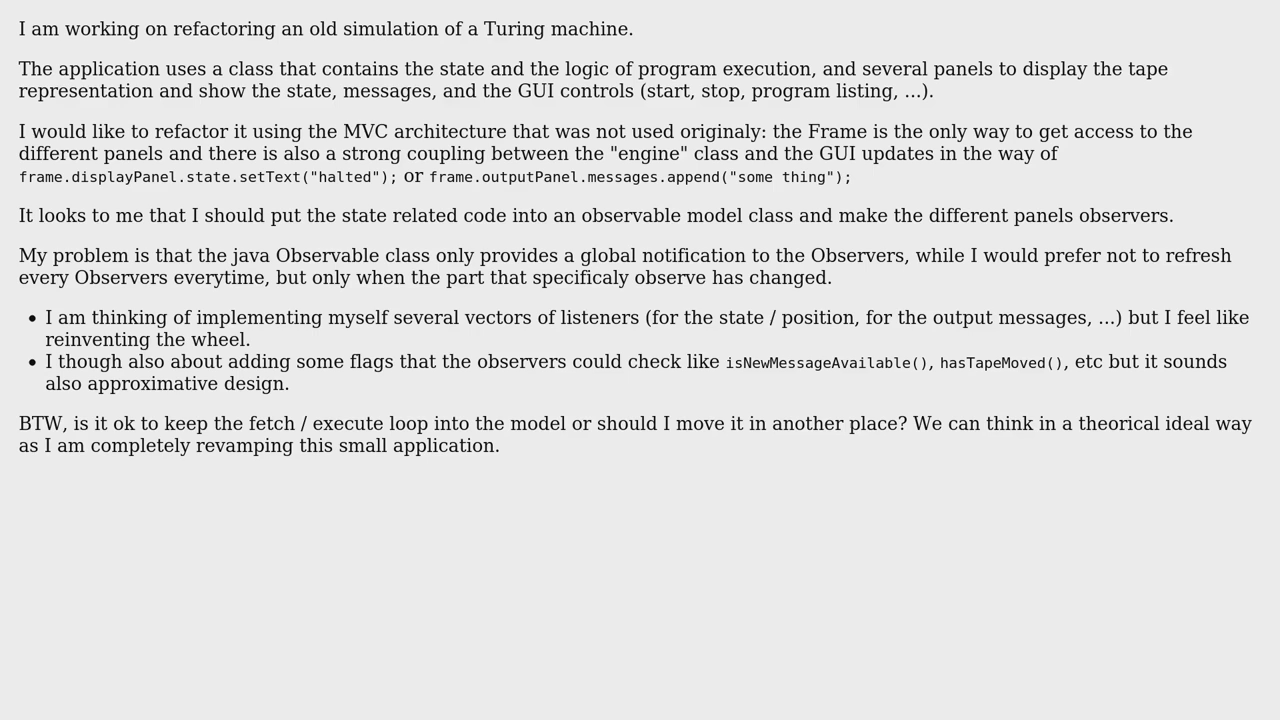 I am working on refactoring an old simulation of a Turing machine.
The application uses a class that contains the state and the logic of program execution, and several panels to display the tape
representation and show the state, messages, and the GUI controls (start, stop, program listing, ...).
I would like to refactor it using the MVC architecture that was not used originaly: the Frame is the only way to get access to the
different panels and there is also a strong coupling between the "engine" class and the GUI updates in the way of
frame.displayPanel.state.setText("halted"); or frame.outputPanel.messages.append("some thing");
It looks to me that I should put the state related code into an observable model class and make the different panels observers.
My problem is that the java Observable class only provides a global notification to the Observers, while I would prefer not to refresh
every Observers everytime, but only when the part that specificaly observe has changed.
• I am thinking of implementing myself several vectors of listeners (for the state / position, for the output messages, ...) but I feel like
reinventing the wheel.
• I though also about adding some flags that the observers could check like isNewMessageAvailable(), hasTapeMoved(), etc but it sounds
also approximative design.
BTW, is it ok to keep the fetch / execute loop into the model or should I move it in another place? We can think in a theorical ideal way
as I am completely revamping this small application.